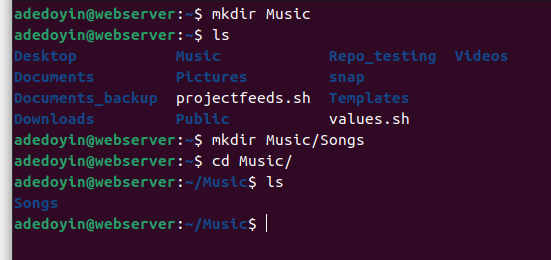 adedoyin@webserver:~$ mkdir Music
adedoyin@webserver:~$ ls
Desktop Music Repo_testing Videos
Documents Pictures snap
Documents_backup projectfeeds.sh Templates
Downloads Public values.sh
adedoyin@webserver:~$ mkdir Music/Songs
adedoyin@webserver:~$ cd Music/
adedoyin@webserver:~/Music$ ls
Songs
adedoyin@webserver:~/Music$